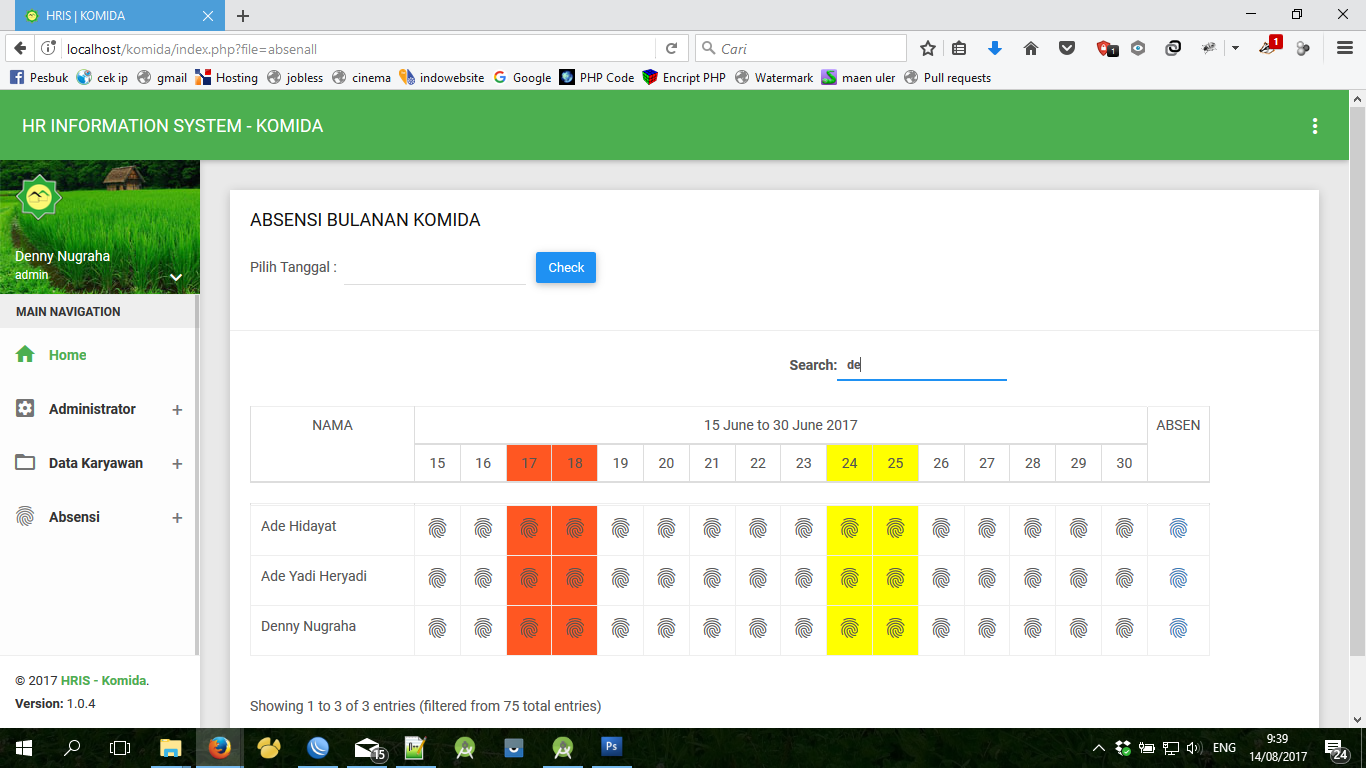 HRIS | KOMIDA
localhost/komida/index.php?file=absenall
Cari
1
1
Pesbuk
cek ip
gmail
Hosting
jobless
cinema
indowebsite
Google
PHP Code
Encript PHP
Watermark
maen uler
Pull requests
HR INFORMATION SYSTEM - KOMIDA
Denny Nugraha
admin
MAIN NAVIGATION
Home
Administrator +
Data Karyawan +
Absensi +
© 2017 HRIS - Komida.
Version: 1.0.4
ABSENSI BULANAN KOMIDA
Pilih Tanggal : Check
Search: de
NAMA 15 June to 30 June 2017 ABSEN
15 16 17 18 19 20 21 22 23 24 25 26 27 28 29 30
Ade Hidayat
Ade Yadi Heryadi
Denny Nugraha
Showing 1 to 3 of 3 entries (filtered from 75 total entries)
15
Ps
ENG
9:39
14/08/2017
24